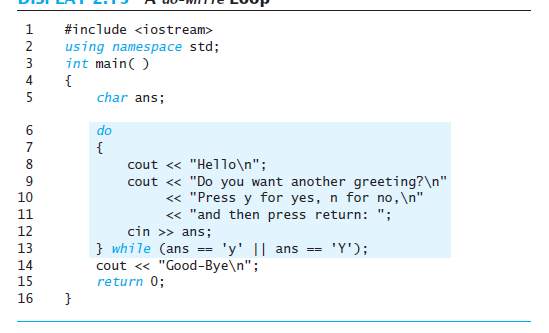 DISPLAY 2.15 A do-while Loop
1 #include <iostream>
2 using namespace std;
3 int main( )
4 {
5 char ans;
6 do
7 {
8 cout << "Hello\n";
9 cout << "Do you want another greeting?\n"
10 << "Press y for yes, n for no,\n"
11 << "and then press return: ";
12 cin >> ans;
13 } while (ans == 'y' || ans == 'Y');
14 cout << "Good-Bye\n";
15 return 0;
16 }